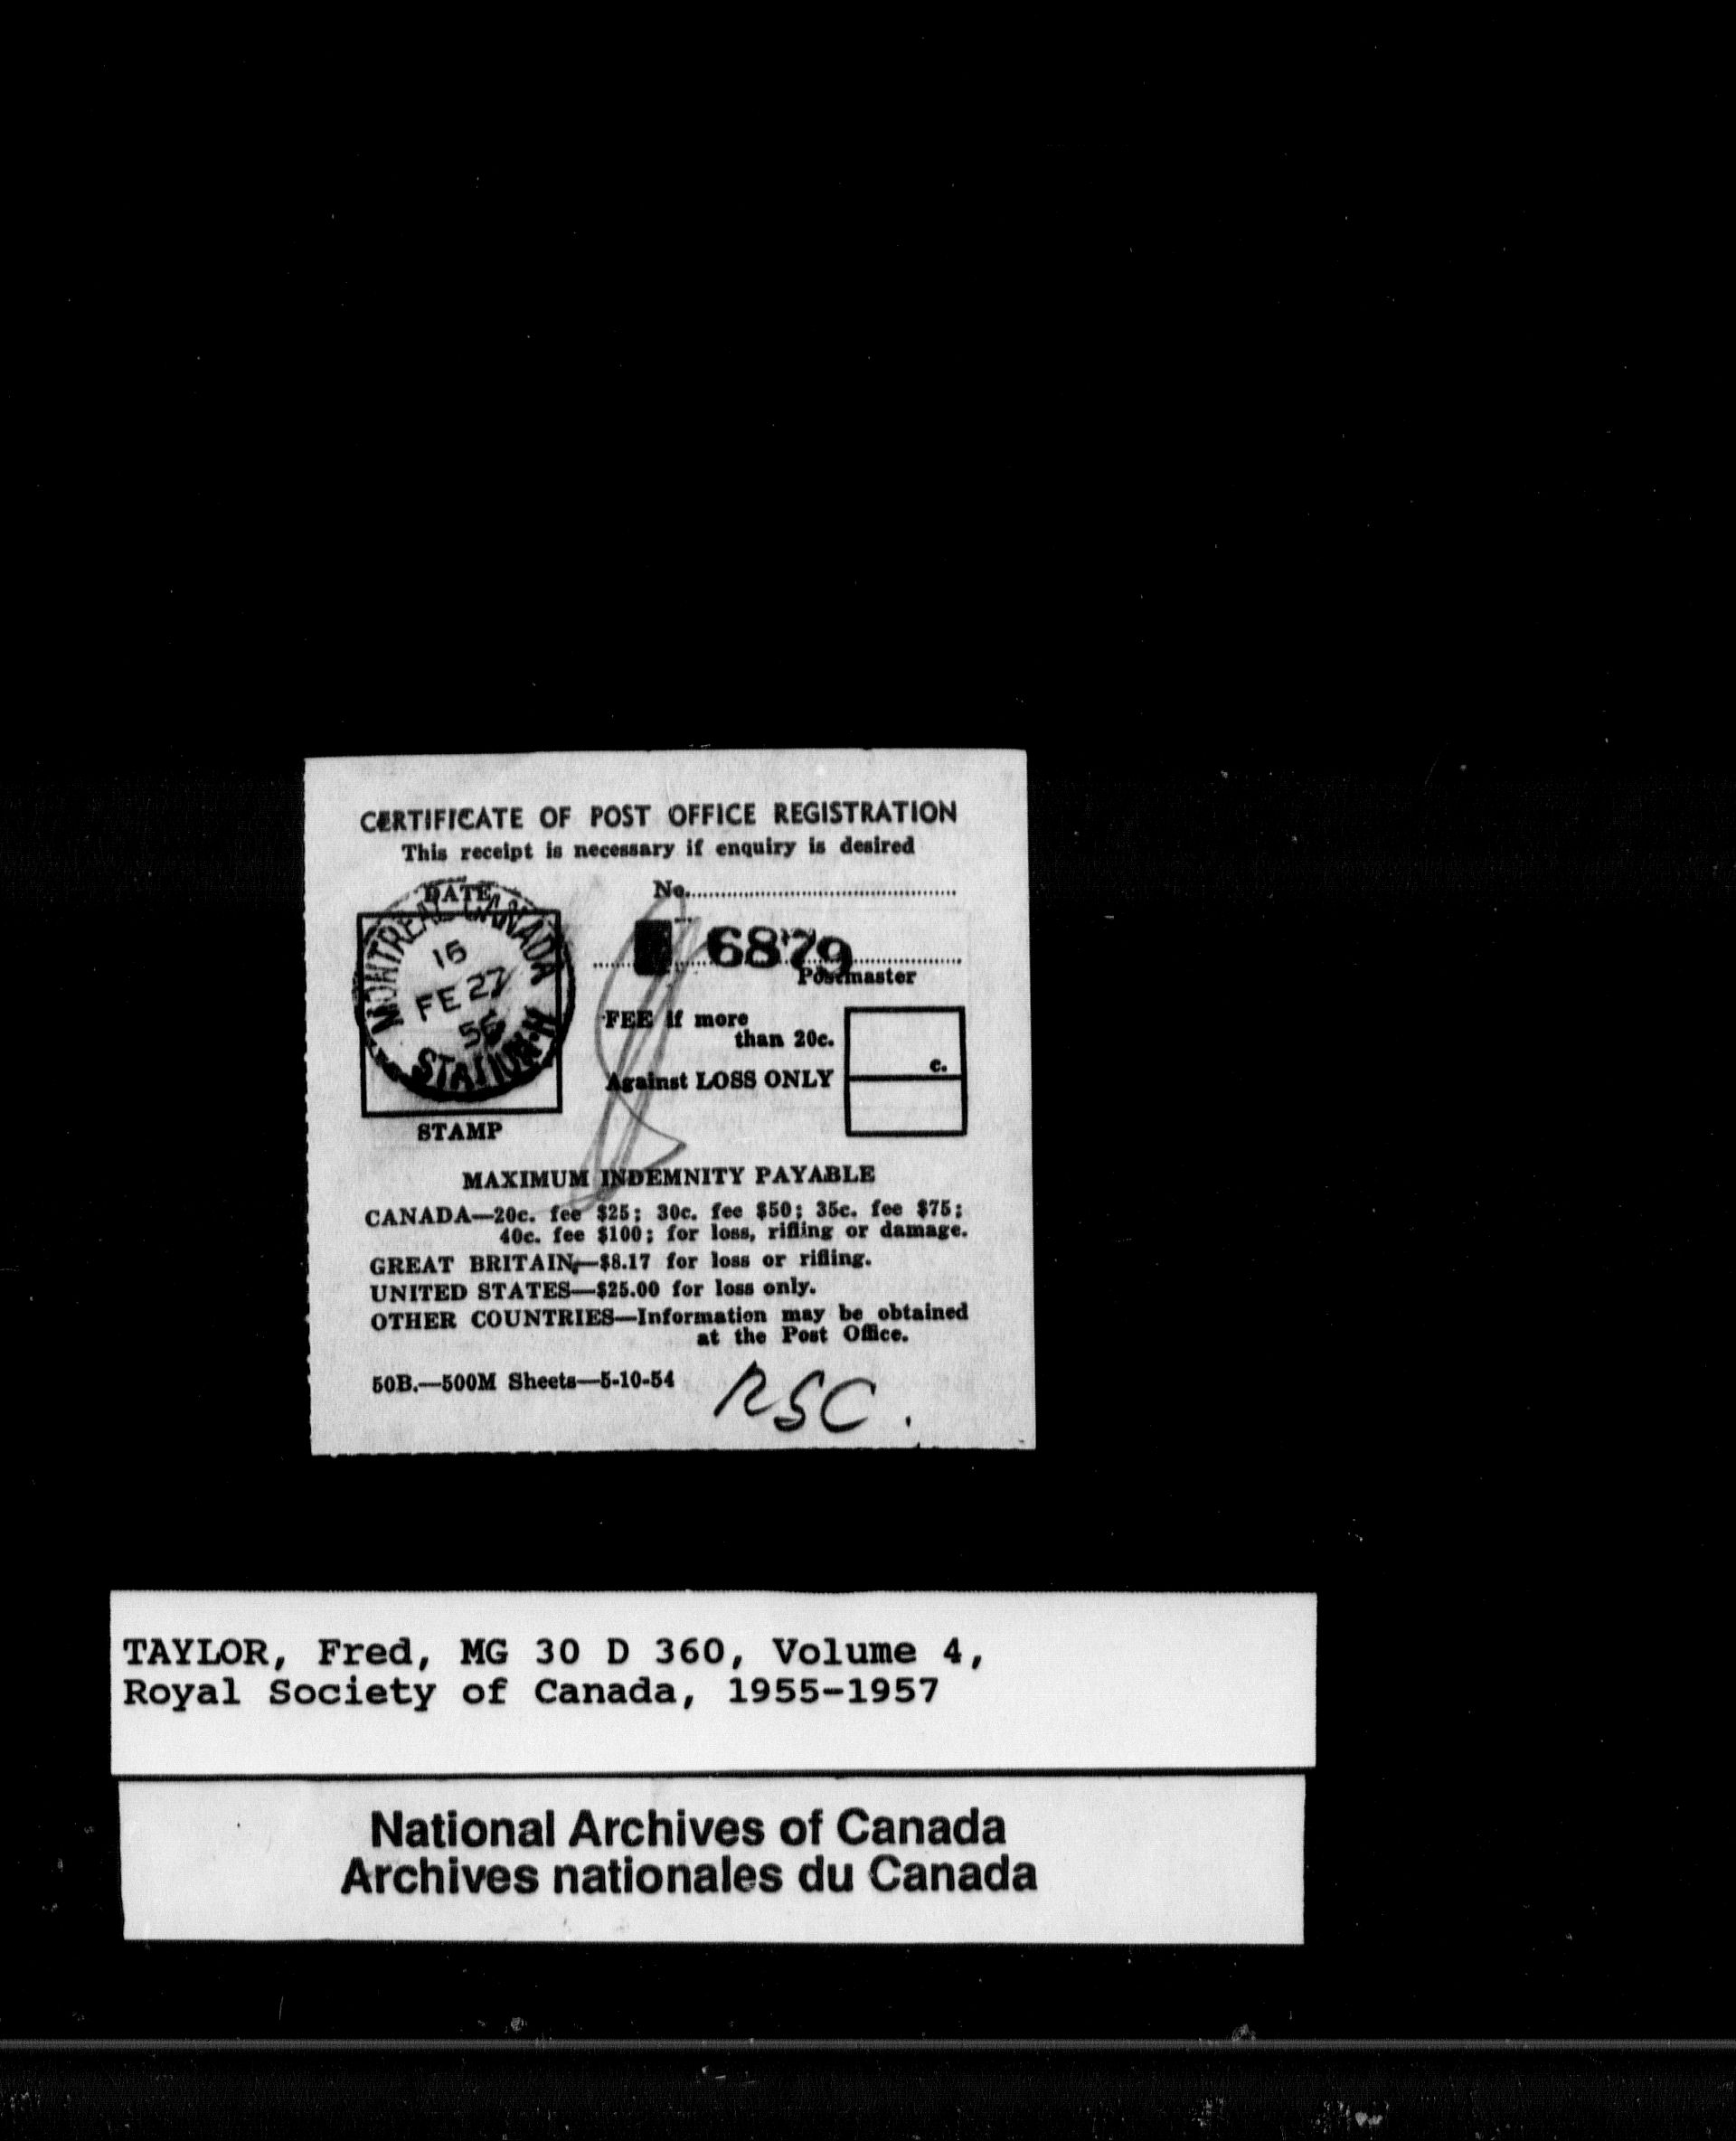 CERTIFICATE OF POST OFFICE REGISTRATION
This receipt is necessary if enquiry is desired
DATE
No.
MONTREAL CANADA
16
FE 27
STATION H
6879
Postmaster
FEE if more
than 20c.
c.
Against LOSS ONLY
STAMP
MAXIMUM INDEMNITY PAYABLE
CANADA—20c. fee $25; 30c. fee $50; 35c. fee $75;
40c. fee $100; for loss, rifling or damage.
GREAT BRITAIN—$8.17 for loss or rifling.
UNITED STATES—$25.00 for loss only.
OTHER COUNTRIES—Information may be obtained
at the Post Office.
50B.—500M Sheets—5-10-54
RSC.
TAYLOR, Fred, MG 30 D 360, Volume 4,
Royal Society of Canada, 1955-1957
National Archives of Canada
Archives nationales du Canada